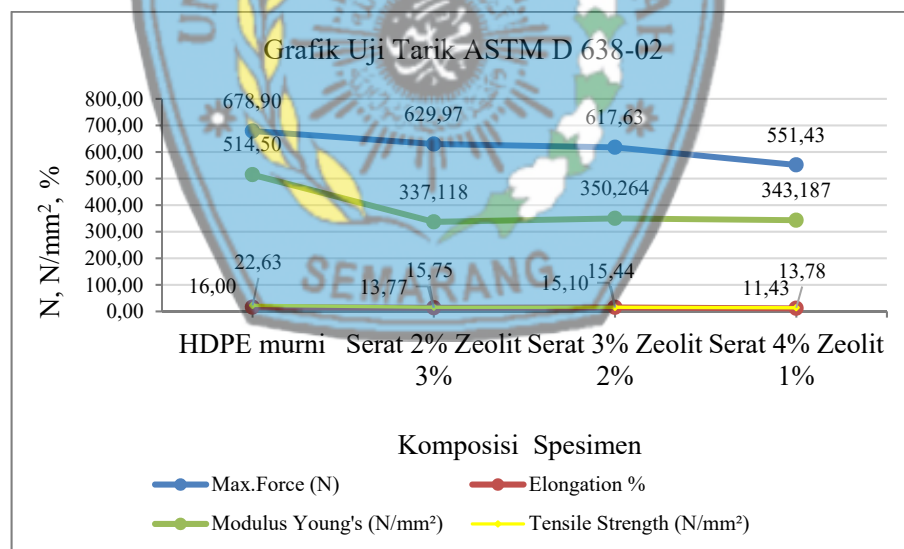 Grafik Uji Tarik ASTM D 638-02
N, N/mm², %
800,00
700,00
600,00
500,00
400,00
300,00
200,00
100,00
0,00
678,90
629,97
617,63
551,43
514,50
337,118
350,264
343,187
22,63
15,75
15,44
13,78
16,00
13,77
15,10
11,43
SEMARANG
HDPE murni
Serat 2% Zeolit
3%
Serat 3% Zeolit
2%
Serat 4% Zeolit
1%
Komposisi  Spesimen
Max.Force (N)
Elongation %
Modulus Young's (N/mm²)
Tensile Strength (N/mm²)